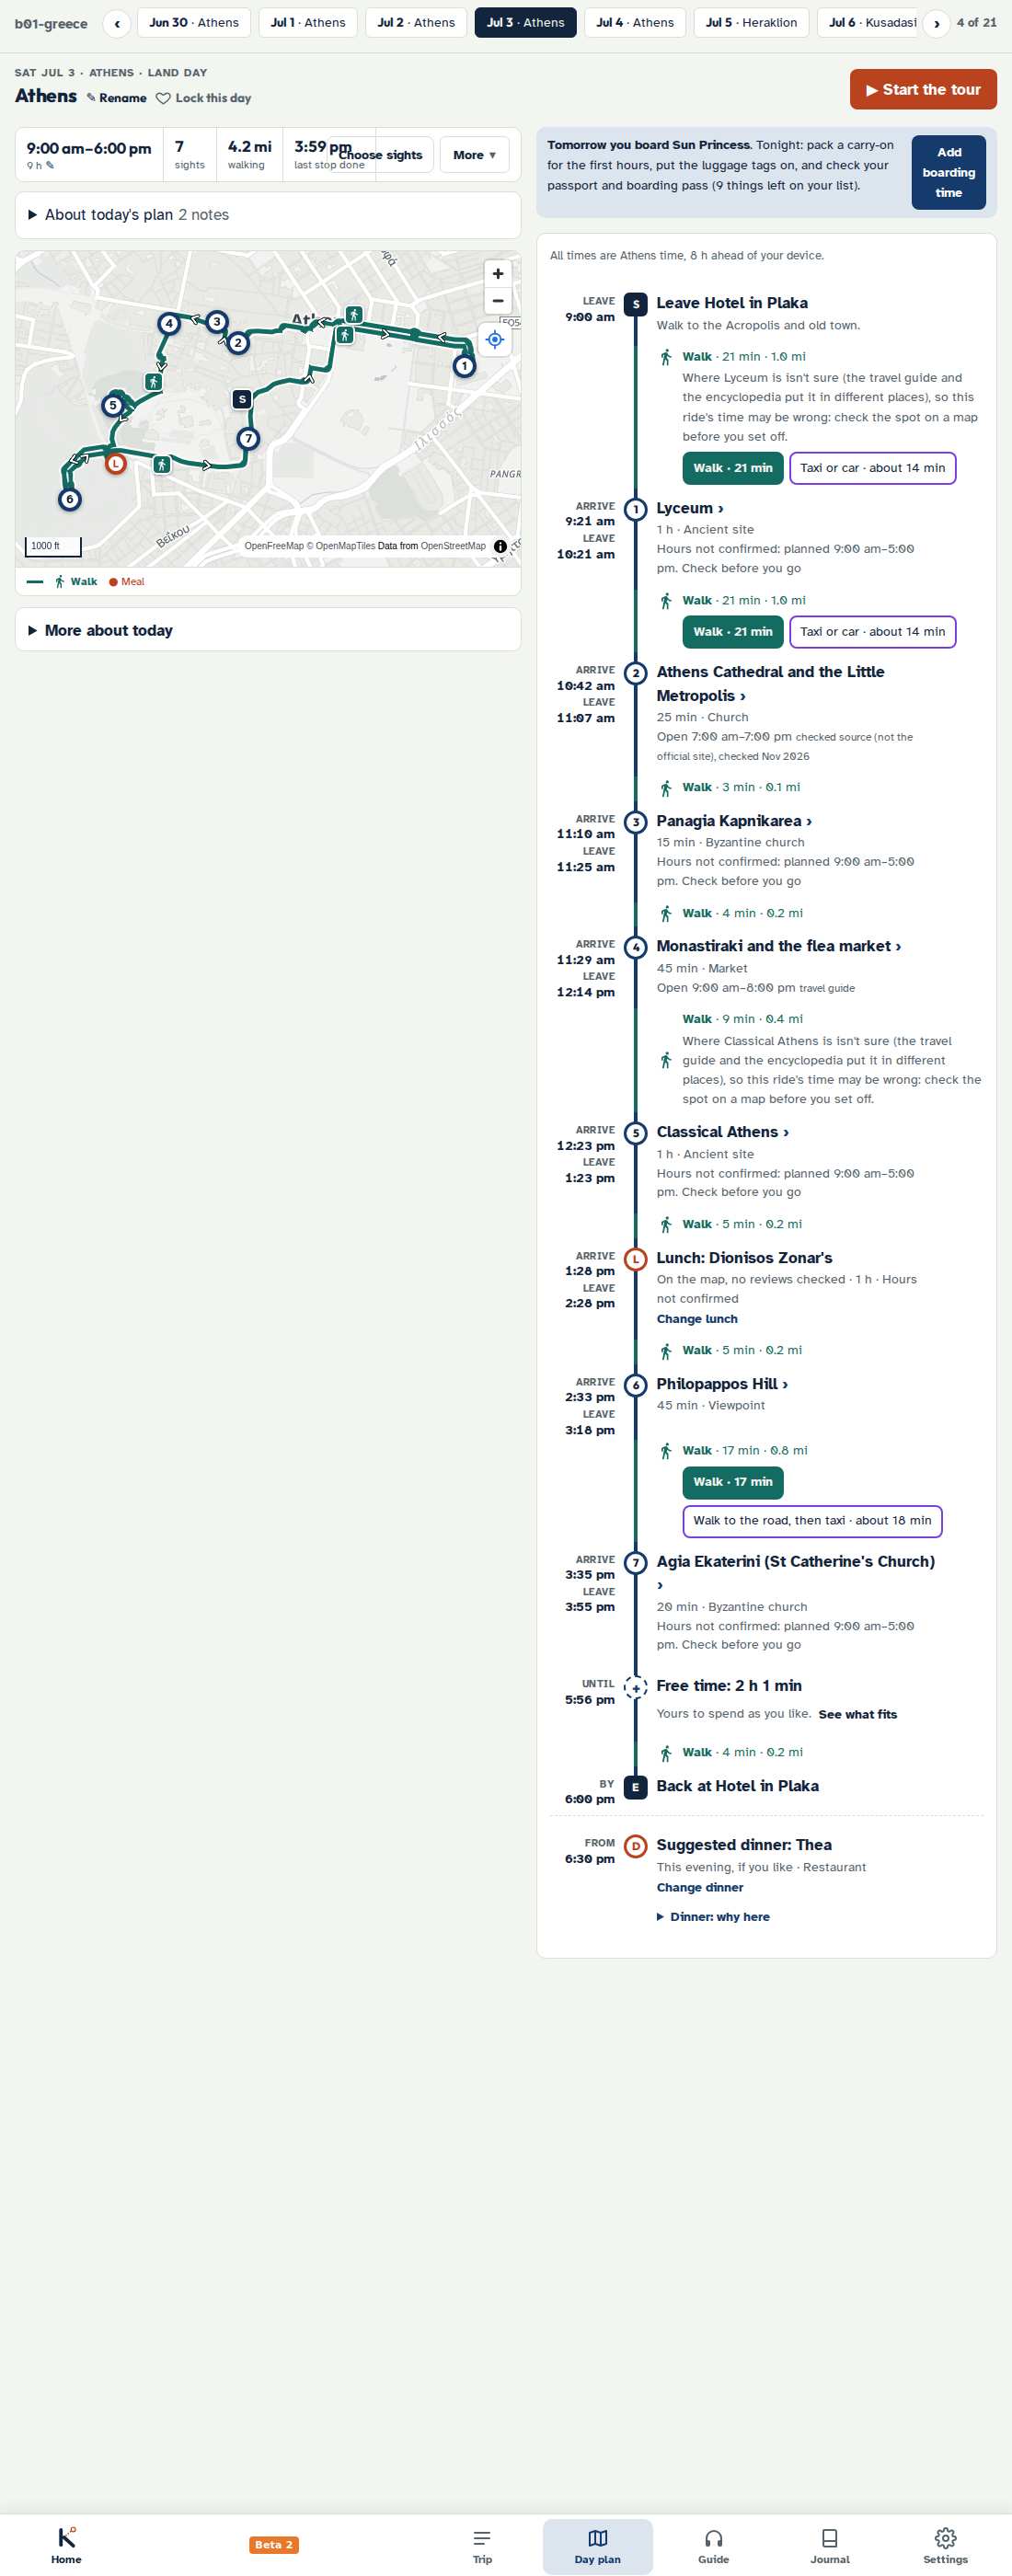 b01-greece
‹
Jun 30 · Athens
Jul 1 · Athens
Jul 2 · Athens
Jul 3 · Athens
Jul 4 · Athens
Jul 5 · Heraklion
Jul 6 · Kusadasi
›
4 of 21
SAT JUL 3 · ATHENS · LAND DAY
Athens ✎ Rename Lock this day
▶ Start the tour
9:00 am–6:00 pm
9 h ✎
7
sights
4.2 mi
walking
3:59 pm
last stop done
Choose sights
More ▾
▶ About today's plan 2 notes
4
3
2
1
5
S
7
L
6
Ιλισσός
PANGR
Βεΐκου
1000 ft
OpenFreeMap © OpenMapTiles Data from OpenStreetMap
Walk
Meal
▶ More about today
Tomorrow you board Sun Princess. Tonight: pack a carry-on
for the first hours, put the luggage tags on, and check your
passport and boarding pass (9 things left on your list).
Add
boarding
time
All times are Athens time, 8 h ahead of your device.
LEAVE
9:00 am
S
Leave Hotel in Plaka
Walk to the Acropolis and old town.
Walk · 21 min · 1.0 mi
Where Lyceum is isn't sure (the travel guide and
the encyclopedia put it in different places), so this
ride's time may be wrong: check the spot on a map
before you set off.
Walk · 21 min
Taxi or car · about 14 min
ARRIVE
9:21 am
LEAVE
10:21 am
1
Lyceum ›
1 h · Ancient site
Hours not confirmed: planned 9:00 am–5:00
pm. Check before you go
Walk · 21 min · 1.0 mi
Walk · 21 min
Taxi or car · about 14 min
ARRIVE
10:42 am
LEAVE
11:07 am
2
Athens Cathedral and the Little
Metropolis ›
25 min · Church
Open 7:00 am–7:00 pm checked source (not the
official site), checked Nov 2026
Walk · 3 min · 0.1 mi
ARRIVE
11:10 am
LEAVE
11:25 am
3
Panagia Kapnikarea ›
15 min · Byzantine church
Hours not confirmed: planned 9:00 am–5:00
pm. Check before you go
Walk · 4 min · 0.2 mi
ARRIVE
11:29 am
LEAVE
12:14 pm
4
Monastiraki and the flea market ›
45 min · Market
Open 9:00 am–8:00 pm travel guide
Walk · 9 min · 0.4 mi
Where Classical Athens is isn't sure (the travel
guide and the encyclopedia put it in different
places), so this ride's time may be wrong: check the
spot on a map before you set off.
ARRIVE
12:23 pm
LEAVE
1:23 pm
5
Classical Athens ›
1 h · Ancient site
Hours not confirmed: planned 9:00 am–5:00
pm. Check before you go
Walk · 5 min · 0.2 mi
ARRIVE
1:28 pm
LEAVE
2:28 pm
L
Lunch: Dionisos Zonar's
On the map, no reviews checked · 1 h · Hours
not confirmed
Change lunch
Walk · 5 min · 0.2 mi
ARRIVE
2:33 pm
LEAVE
3:18 pm
6
Philopappos Hill ›
45 min · Viewpoint
Walk · 17 min · 0.8 mi
Walk · 17 min
Walk to the road, then taxi · about 18 min
ARRIVE
3:35 pm
LEAVE
3:55 pm
7
Agia Ekaterini (St Catherine's Church)
›
20 min · Byzantine church
Hours not confirmed: planned 9:00 am–5:00
pm. Check before you go
UNTIL
5:56 pm
+
Free time: 2 h 1 min
Yours to spend as you like. See what fits
Walk · 4 min · 0.2 mi
BY
6:00 pm
E
Back at Hotel in Plaka
FROM
6:30 pm
D
Suggested dinner: Thea
This evening, if you like · Restaurant
Change dinner
▶ Dinner: why here
Home
Beta 2
Trip
Day plan
Guide
Journal
Settings